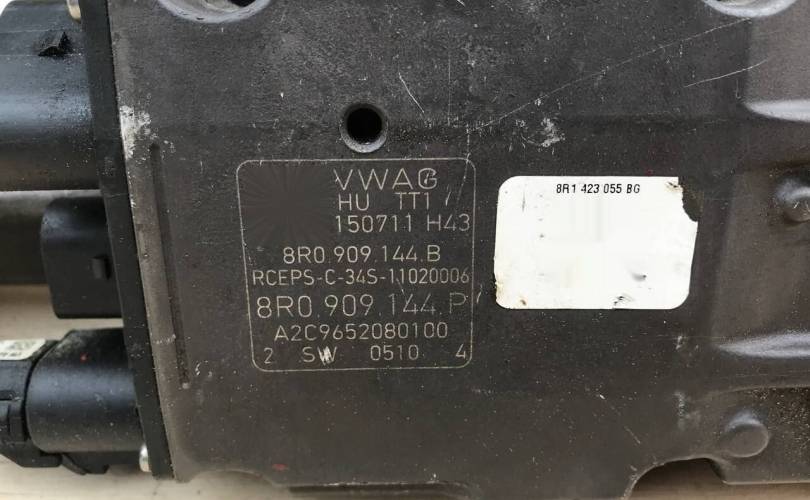 VWAG
HU TT1
150711 H43
8R0.909.144.B
RCEPS-C-34S-11020006
8R0.909.144.P
A2C9652080100
2 SW 0510 4
8R1 423 055 BG